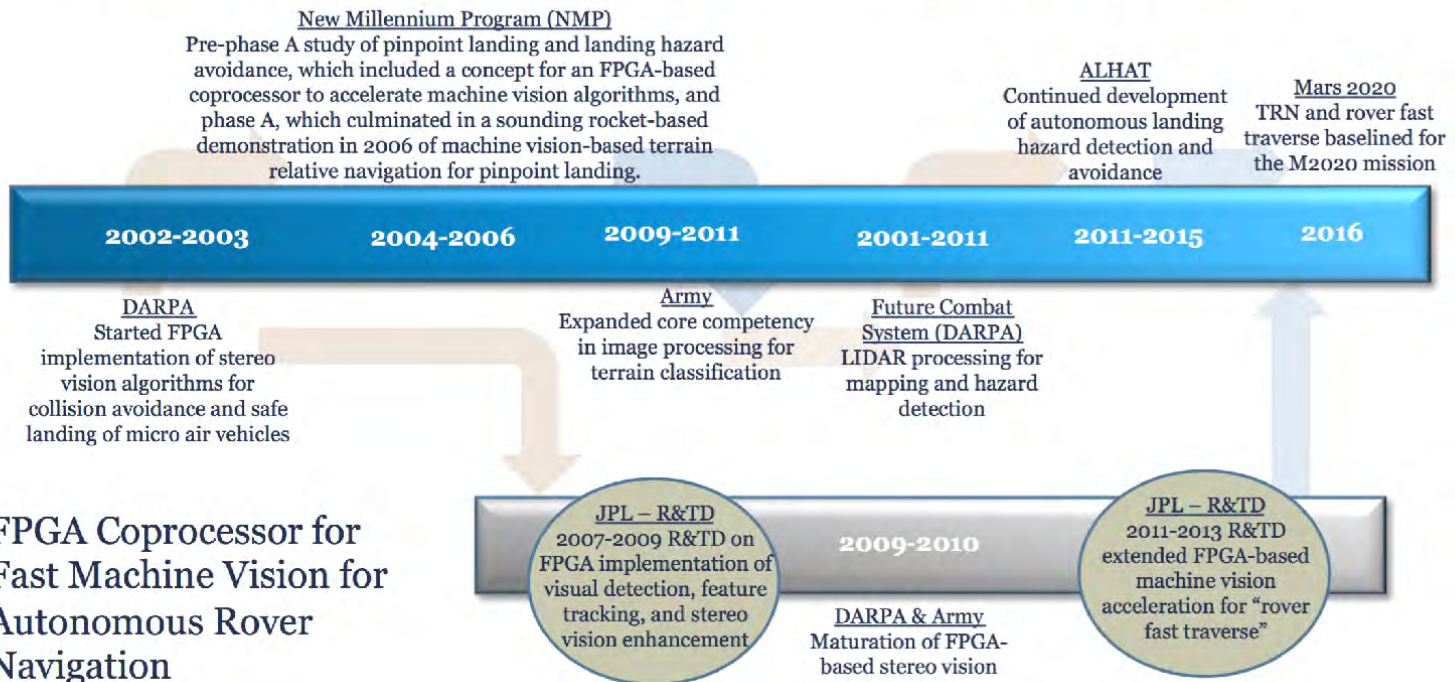 New Millennium Program (NMP)
Pre-phase A study of pinpoint landing and landing hazard
avoidance, which included a concept for an FPGA-based
coprocessor to accelerate machine vision algorithms, and
phase A, which culminated in a sounding rocket-based
demonstration in 2006 of machine vision-based terrain
relative navigation for pinpoint landing.
ALHAT
Continued development
of autonomous landing
hazard detection and
avoidance
Mars 2020
TRN and rover fast
traverse baselined for
the M2020 mission
2002-2003
2004-2006
2009-2011
2001-2011
2011-2015
2016
DARPA
Started FPGA
implementation of stereo
vision algorithms for
collision avoidance and safe
landing of micro air vehicles
Army
Expanded core competency
in image processing for
terrain classification
Future Combat
System (DARPA)
LIDAR processing for
mapping and hazard
detection
FPGA Coprocessor for
Fast Machine Vision for
Autonomous Rover
Navigation
JPL – R&TD
2007-2009 R&TD on
FPGA implementation of
visual detection, feature
tracking, and stereo
vision enhancement
2009-2010
DARPA & Army
Maturation of FPGA-
based stereo vision
JPL – R&TD
2011-2013 R&TD
extended FPGA-based
machine vision
acceleration for “rover
fast traverse”